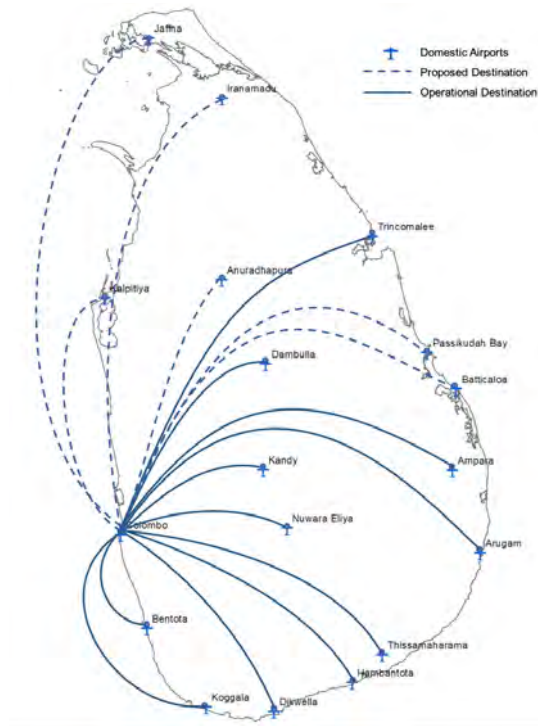 Jaffna
Domestic Airports
Proposed Destination
Iranamadu
Operational Destination
Trincomalee
Anuradhapura
Kalpitiya
Passikudah Bay
Dambulla
Batticaloa
Kandy
Ampara
Nuwara Eliya
Colombo
Arugam
Bentota
Thissamaharama
Hambantota
Koggala
Dikwella